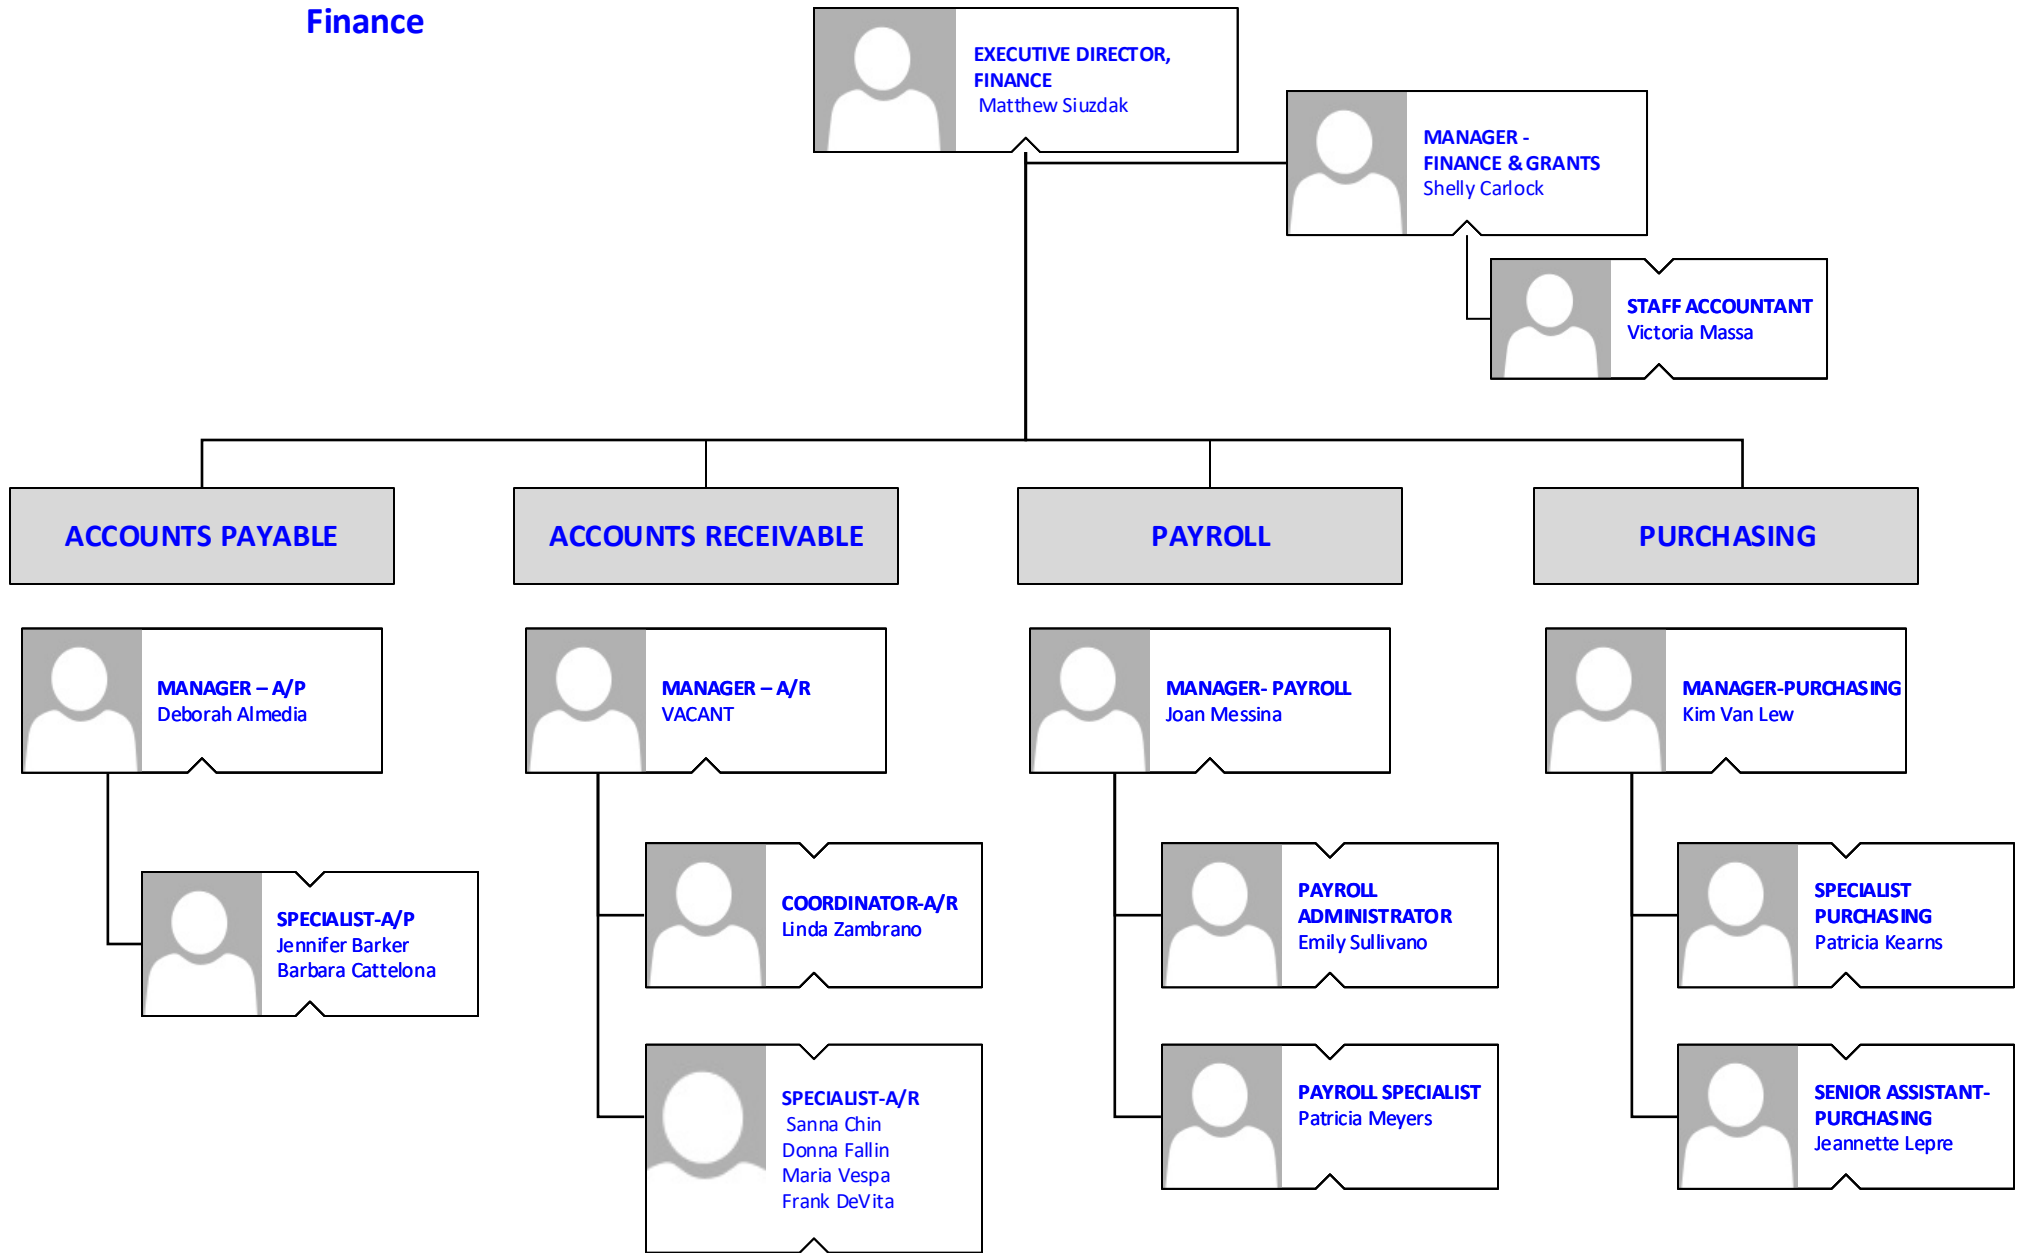 Finance
EXECUTIVE DIRECTOR,
FINANCE
Matthew Siuzdak
MANAGER -
FINANCE & GRANTS
Shelly Carlock
STAFF ACCOUNTANT
Victoria Massa
ACCOUNTS PAYABLE
ACCOUNTS RECEIVABLE
PAYROLL
PURCHASING
MANAGER – A/P
Deborah Almedia
MANAGER – A/R
VACANT
MANAGER- PAYROLL
Joan Messina
MANAGER-PURCHASING
Kim Van Lew
SPECIALIST-A/P
Jennifer Barker
Barbara Cattelona
COORDINATOR-A/R
Linda Zambrano
PAYROLL
ADMINISTRATOR
Emily Sullivano
SPECIALIST
PURCHASING
Patricia Kearns
SPECIALIST-A/R
Sanna Chin
Donna Fallin
Maria Vespa
Frank DeVita
PAYROLL SPECIALIST
Patricia Meyers
SENIOR ASSISTANT-
PURCHASING
Jeannette Lepre